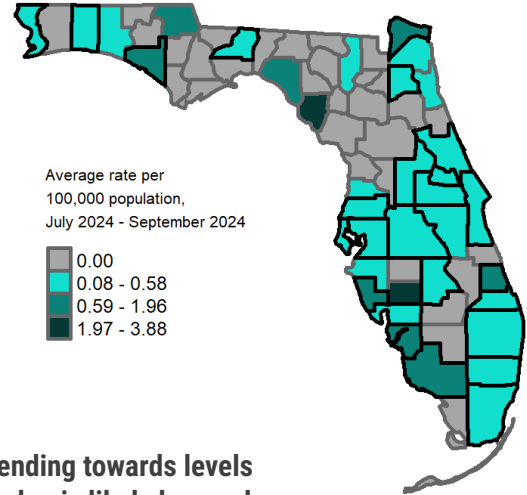 Average rate per
100,000 population,
July 2024 - September 2024
0.00
0.08 - 0.58
0.59 - 1.96
1.97 - 3.88
ending towards levels